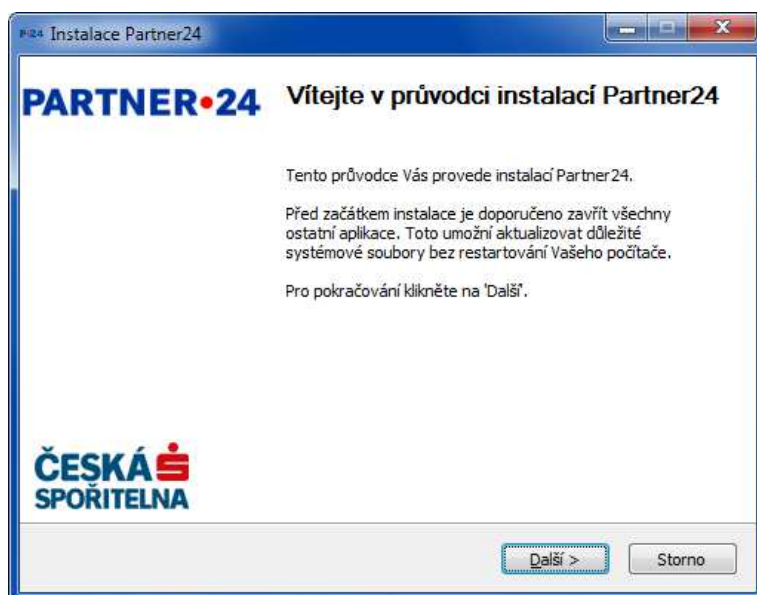 P•24 Instalace Partner24
PARTNER•24
Vítejte v průvodci instalací Partner24
Tento průvodce Vás provede instalací Partner24.
Před začátkem instalace je doporučeno zavřít všechny
ostatní aplikace. Toto umožní aktualizovat důležité
systémové soubory bez restartování Vašeho počítače.
Pro pokračování klikněte na 'Další'.
ČESKÁ
SPOŘITELNA
Další >
Storno